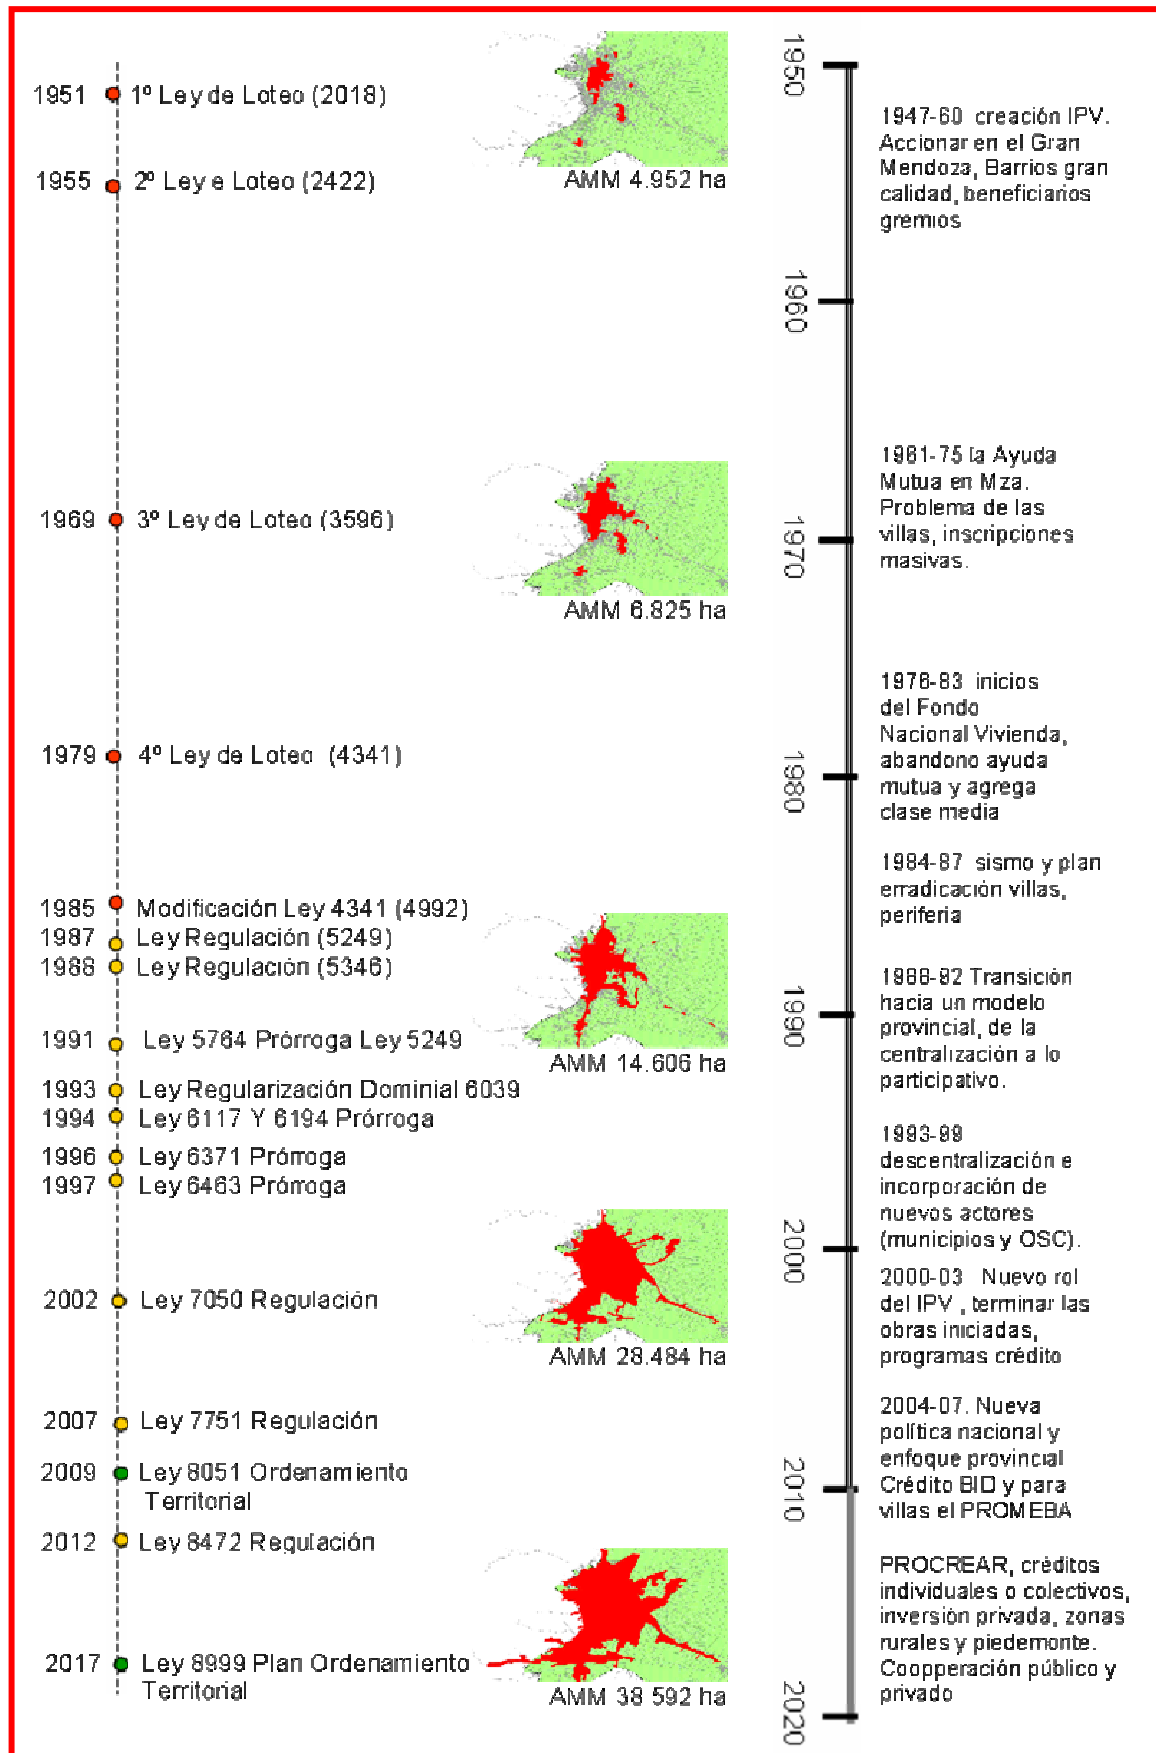 1951 1º Ley de Loteo (2018)
1955 2º Ley e Loteo (2422)
1969 3º Ley de Loteo (3596)
1979 4º Ley de Loteo (4341)
1985 Modificación Ley 4341 (4992)
1987 Ley Regulación (5249)
1988 Ley Regulación (5346)
1991 Ley 5764 Prórroga Ley 5249
1993 Ley Regularización Dominial 6039
1994 Ley 6117 Y 6194 Prórroga
1996 Ley 6371 Prórroga
1997 Ley 6463 Prórroga
2002 Ley 7050 Regulación
2007 Ley 7751 Regulación
2009 Ley 8051 Ordenamiento
Territorial
2012 Ley 8472 Regulación
2017 Ley 8999 Plan Ordenamiento
Territorial
AMM 4.952 ha
AMM 6.825 ha
AMM 14.606 ha
AMM 28.484 ha
AMM 38 592 ha
1950
1960
1970
1980
1990
2000
2010
2020
1947-60 creación IPV.
Accionar en el Gran
Mendoza, Barrios gran
calidad, beneficiarios
gremios
1961-75 la Ayuda
Mutua en Mza.
Problema de las
villas, inscripciones
masivas.
1976-83 inicios
del Fondo
Nacional Vivienda,
abandono ayuda
mutua y agrega
clase media
1984-87 sismo y plan
erradicación villas,
periferia
1988-92 Transición
hacia un modelo
provincial, de la
centralización a lo
participativo.
1993-99
descentralización e
incorporación de
nuevos actores
(municipios y OSC).
2000-03 Nuevo rol
del IPV , terminar las
obras iniciadas,
programas crédito
2004-07. Nueva
política nacional y
enfoque provincial
Crédito BID y para
villas el PROMEBA
PROCREAR, créditos
individuales o colectivos,
inversión privada, zonas
rurales y piedemonte.
Coopperación público y
privado